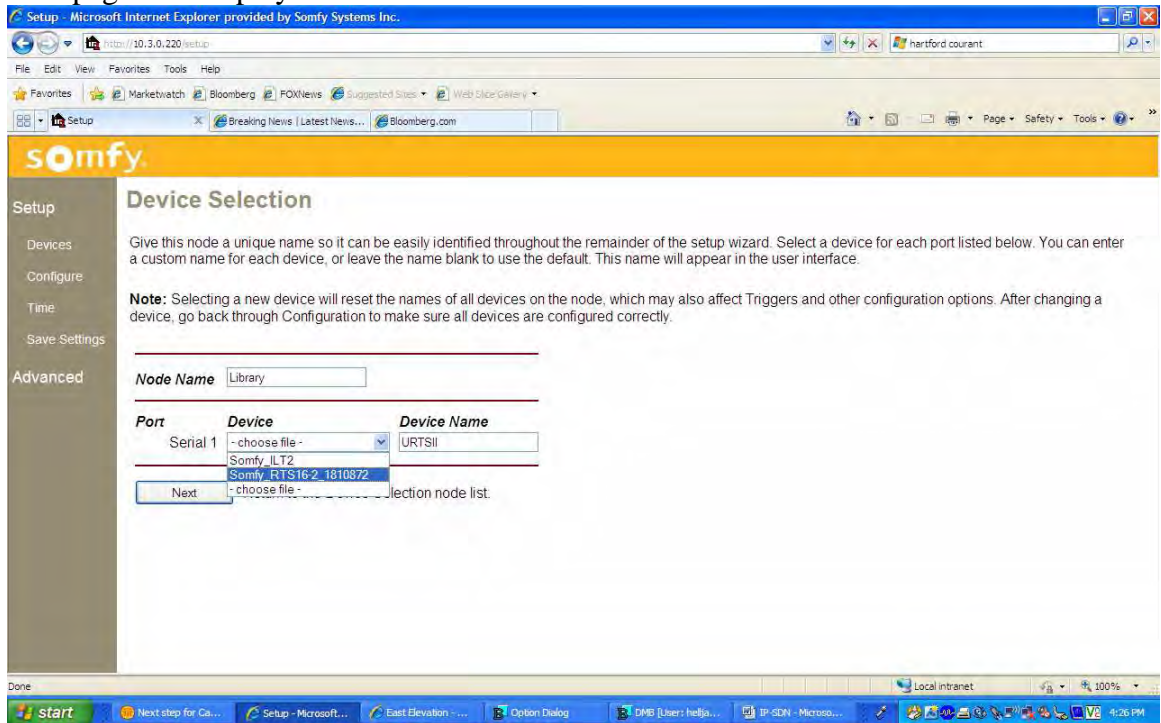 Setup - Microsoft Internet Explorer provided by Somfy Systems Inc.
http://10.3.0.220/setup
hartford courant
File Edit View Favorites Tools Help
Favorites Marketwatch Bloomberg FOXNews Suggested Sites Web Slice Gallery
Setup Breaking News | Latest News... Bloomberg.com Page Safety Tools
somfy.
Setup
Devices
Configure
Time
Save Settings
Advanced
Device Selection
Give this node a unique name so it can be easily identified throughout the remainder of the setup wizard. Select a device for each port listed below. You can enter
a custom name for each device, or leave the name blank to use the default. This name will appear in the user interface.
Note: Selecting a new device will reset the names of all devices on the node, which may also affect Triggers and other configuration options. After changing a
device, go back through Configuration to make sure all devices are configured correctly.
Node Name Library
Port Device Device Name
Serial 1 - choose file - URTSII
Somfy_ILT2
Somfy_RTS16-2_1810872
- choose file -
Next
lection node list.
Done Local intranet 100%
start Next step for Ca... Setup - Microsoft... East Elevation - ... Option Dialog DMB [User: hellja... IP-SDN - Microso... 4:26 PM